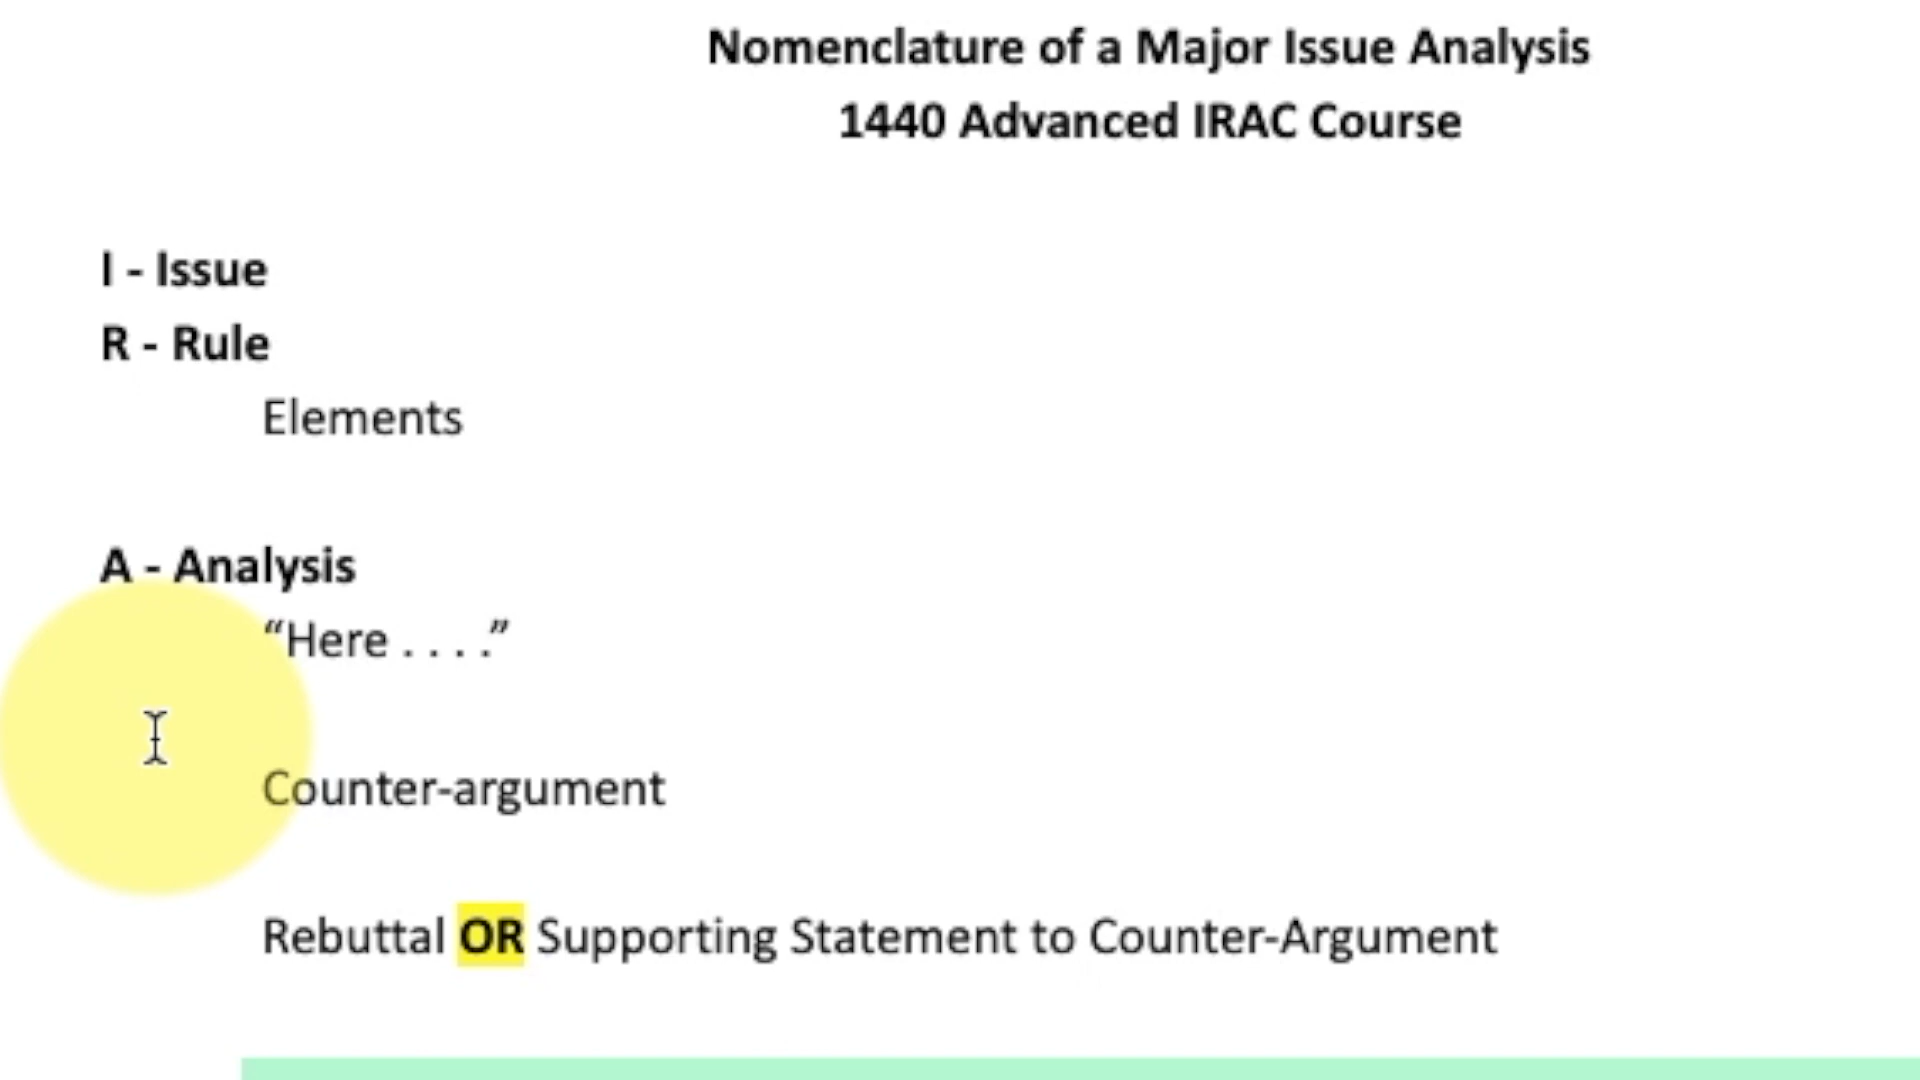 Nomenclature of a Major Issue Analysis
1440 Advanced IRAC Course
I - Issue
R - Rule
Elements
A - Analysis
“Here . . . .”
Counter-argument
Rebuttal OR Supporting Statement to Counter-Argument